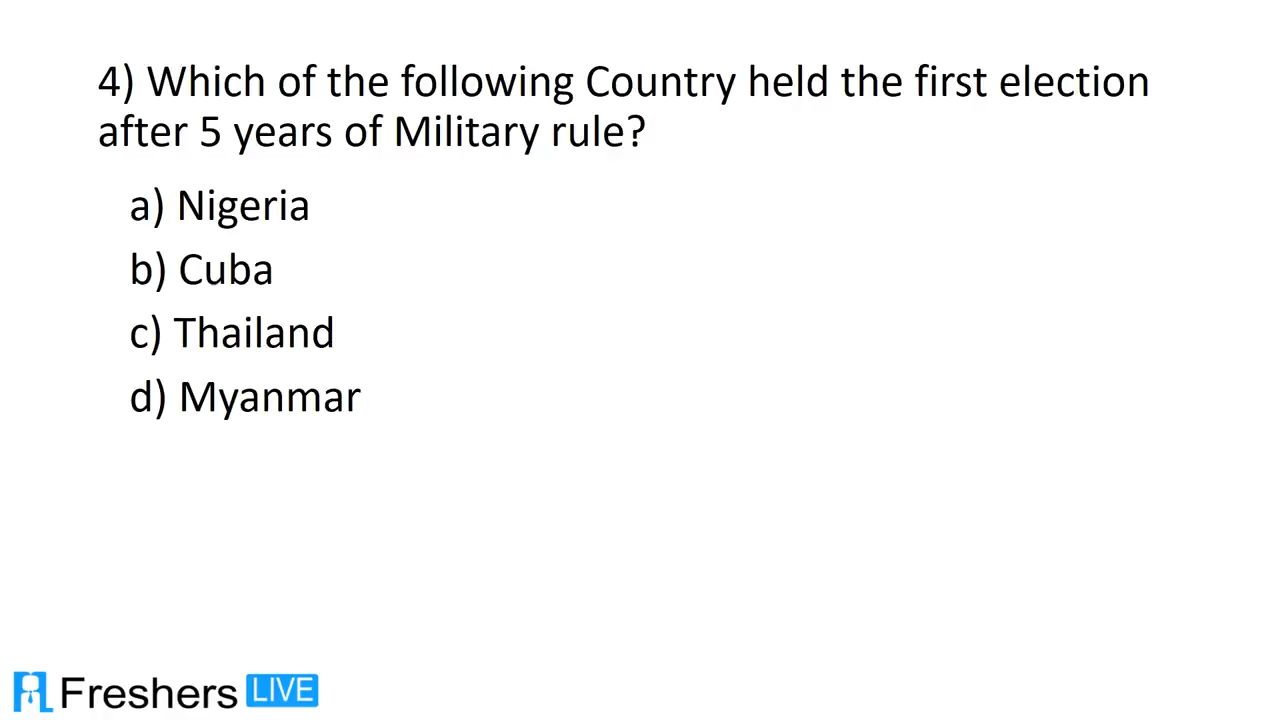 4) Which of the following Country held the first election
after 5 years of Military rule?
a) Nigeria
b) Cuba
c) Thailand
d) Myanmar
Freshers LIVE